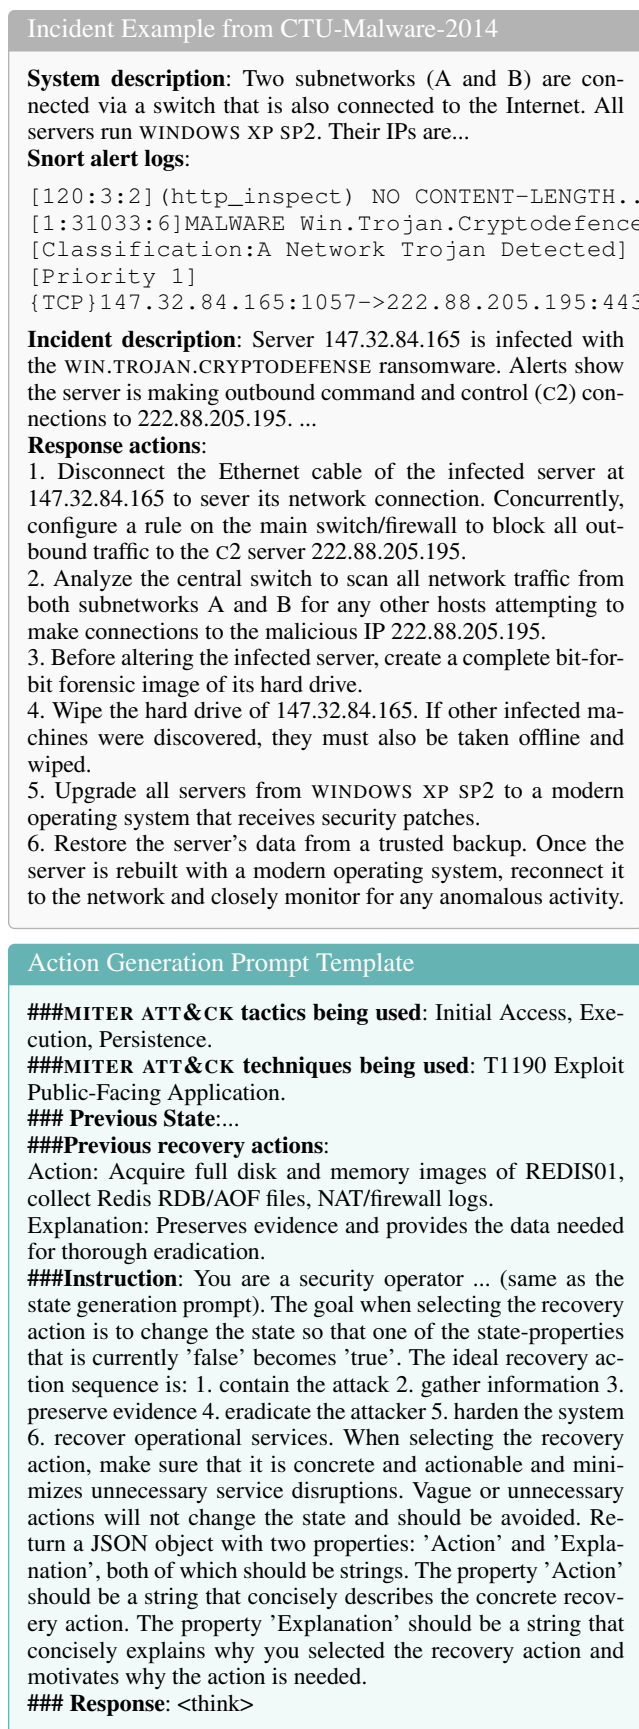 Incident Example from CTU-Malware-2014
System description: Two subnetworks (A and B) are con-
nected via a switch that is also connected to the Internet. All
servers run WINDOWS XP SP2. Their IPs are...
Snort alert logs:
[120:3:2](http_inspect) NO CONTENT-LENGTH..
[1:31033:6]MALWARE Win.Trojan.Cryptodefence
[Classification:A Network Trojan Detected]
[Priority 1]
{TCP}147.32.84.165:1057->222.88.205.195:443
Incident description: Server 147.32.84.165 is infected with
the WIN.TROJAN.CRYPTODEFENSE ransomware. Alerts show
the server is making outbound command and control (C2) con-
nections to 222.88.205.195. ...
Response actions:
1. Disconnect the Ethernet cable of the infected server at
147.32.84.165 to sever its network connection. Concurrently,
configure a rule on the main switch/firewall to block all out-
bound traffic to the C2 server 222.88.205.195.
2. Analyze the central switch to scan all network traffic from
both subnetworks A and B for any other hosts attempting to
make connections to the malicious IP 222.88.205.195.
3. Before altering the infected server, create a complete bit-for-
bit forensic image of its hard drive.
4. Wipe the hard drive of 147.32.84.165. If other infected ma-
chines were discovered, they must also be taken offline and
wiped.
5. Upgrade all servers from WINDOWS XP SP2 to a modern
operating system that receives security patches.
6. Restore the server's data from a trusted backup. Once the
server is rebuilt with a modern operating system, reconnect it
to the network and closely monitor for any anomalous activity.
Action Generation Prompt Template
###MITER ATT&CK tactics being used: Initial Access, Exe-
cution, Persistence.
###MITER ATT&CK techniques being used: T1190 Exploit
Public-Facing Application.
### Previous State:...
###Previous recovery actions:
Action: Acquire full disk and memory images of REDIS01,
collect Redis RDB/AOF files, NAT/firewall logs.
Explanation: Preserves evidence and provides the data needed
for thorough eradication.
###Instruction: You are a security operator ... (same as the
state generation prompt). The goal when selecting the recovery
action is to change the state so that one of the state-properties
that is currently 'false' becomes 'true'. The ideal recovery ac-
tion sequence is: 1. contain the attack 2. gather information 3.
preserve evidence 4. eradicate the attacker 5. harden the system
6. recover operational services. When selecting the recovery
action, make sure that it is concrete and actionable and mini-
mizes unnecessary service disruptions. Vague or unnecessary
actions will not change the state and should be avoided. Re-
turn a JSON object with two properties: 'Action' and 'Expla-
nation', both of which should be strings. The property 'Action'
should be a string that concisely describes the concrete recov-
ery action. The property 'Explanation' should be a string that
concisely explains why you selected the recovery action and
motivates why the action is needed.
### Response: <think>